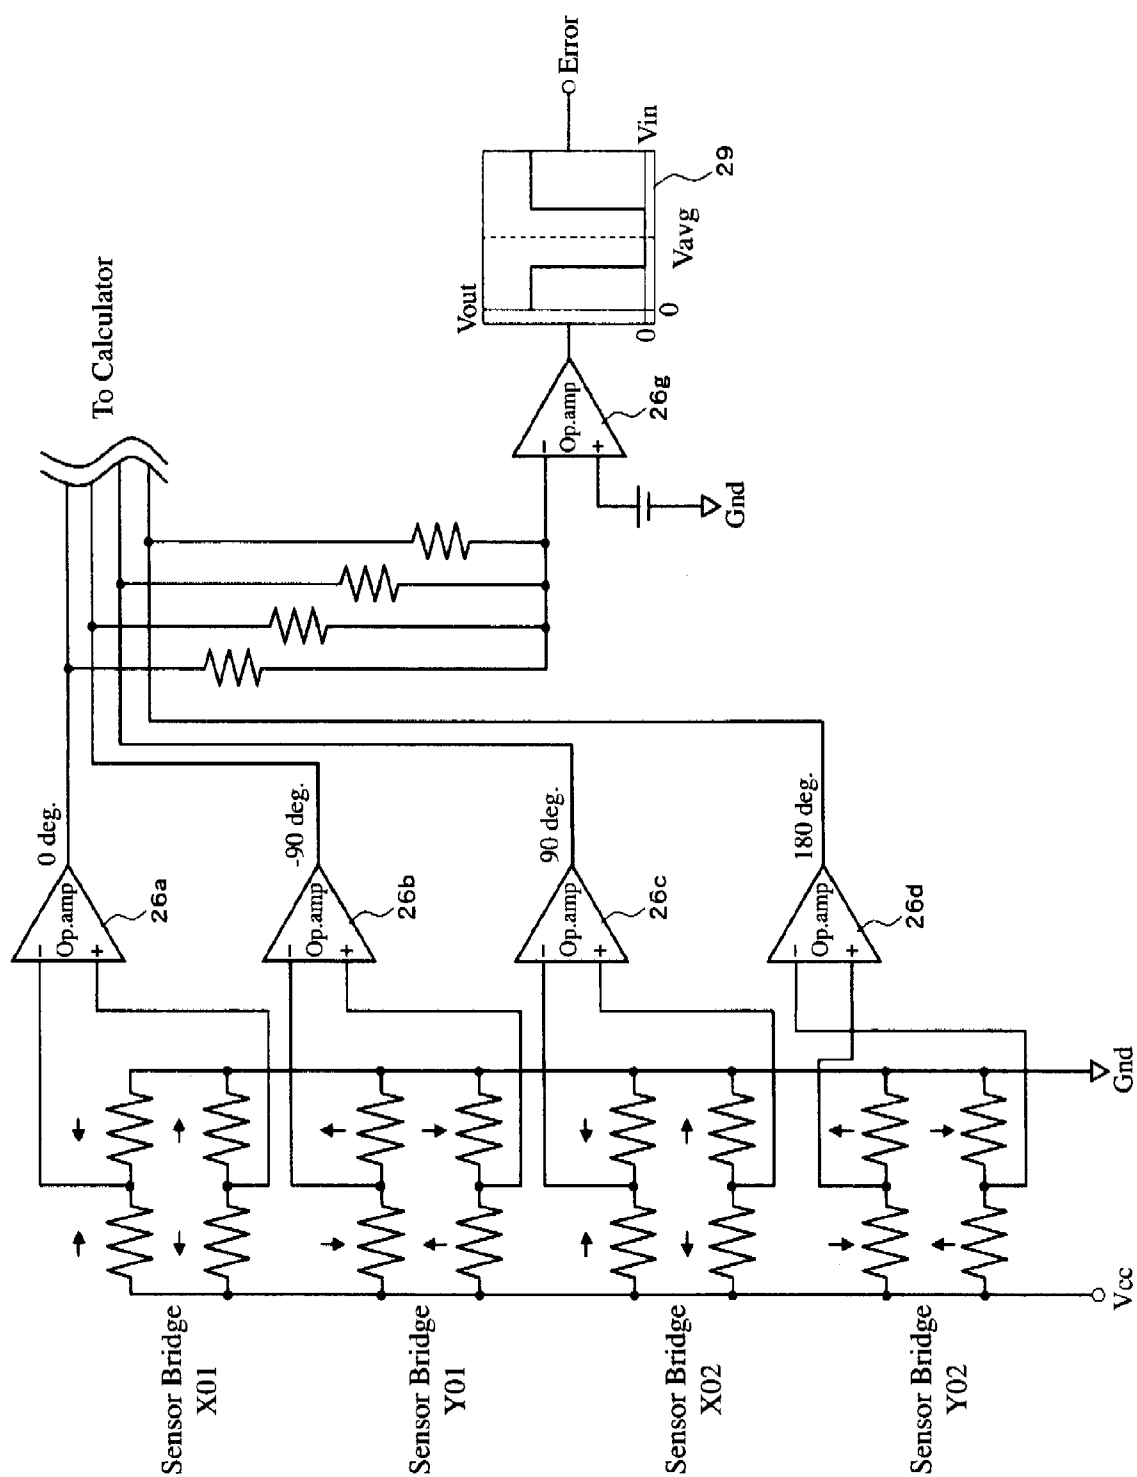 Sensor Bridge
X01
Sensor Bridge
Y01
Sensor Bridge
X02
Sensor Bridge
Y02
Vcc
Gnd
-
Op.amp
+
26a
0 deg.
-
Op.amp
+
26b
-90 deg.
-
Op.amp
+
26c
90 deg.
-
Op.amp
+
26d
180 deg.
To Calculator
-
Op.amp
+
26g
Gnd
Vout
0
0
Vavg
Vin
29
Error